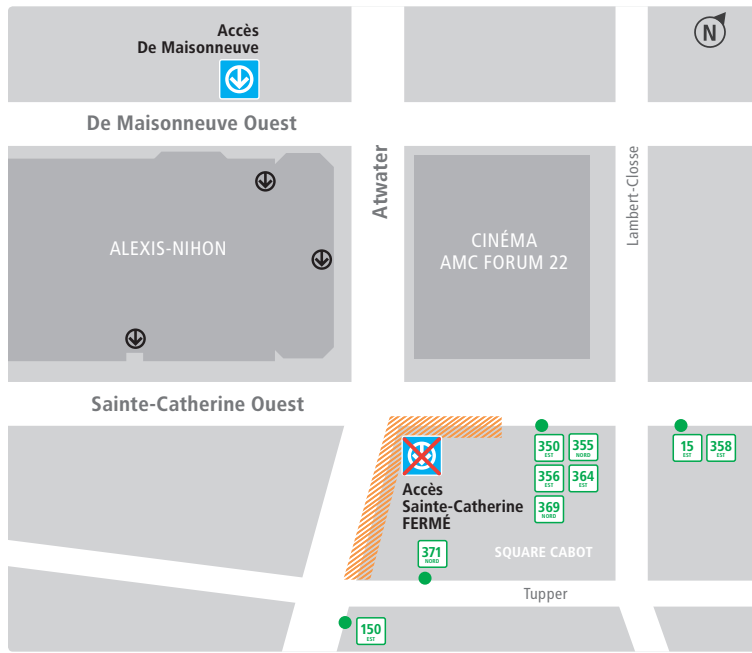 Accès
De Maisonneuve
N
De Maisonneuve Ouest
Atwater
Lambert-Closse
ALEXIS-NIHON
CINÉMA
AMC FORUM 22
Sainte-Catherine Ouest
350
EST
355
NORD
356
EST
364
EST
369
NORD
15
EST
358
EST
Accès
Sainte-Catherine
FERMÉ
371
NORD
SQUARE CABOT
Tupper
150
EST